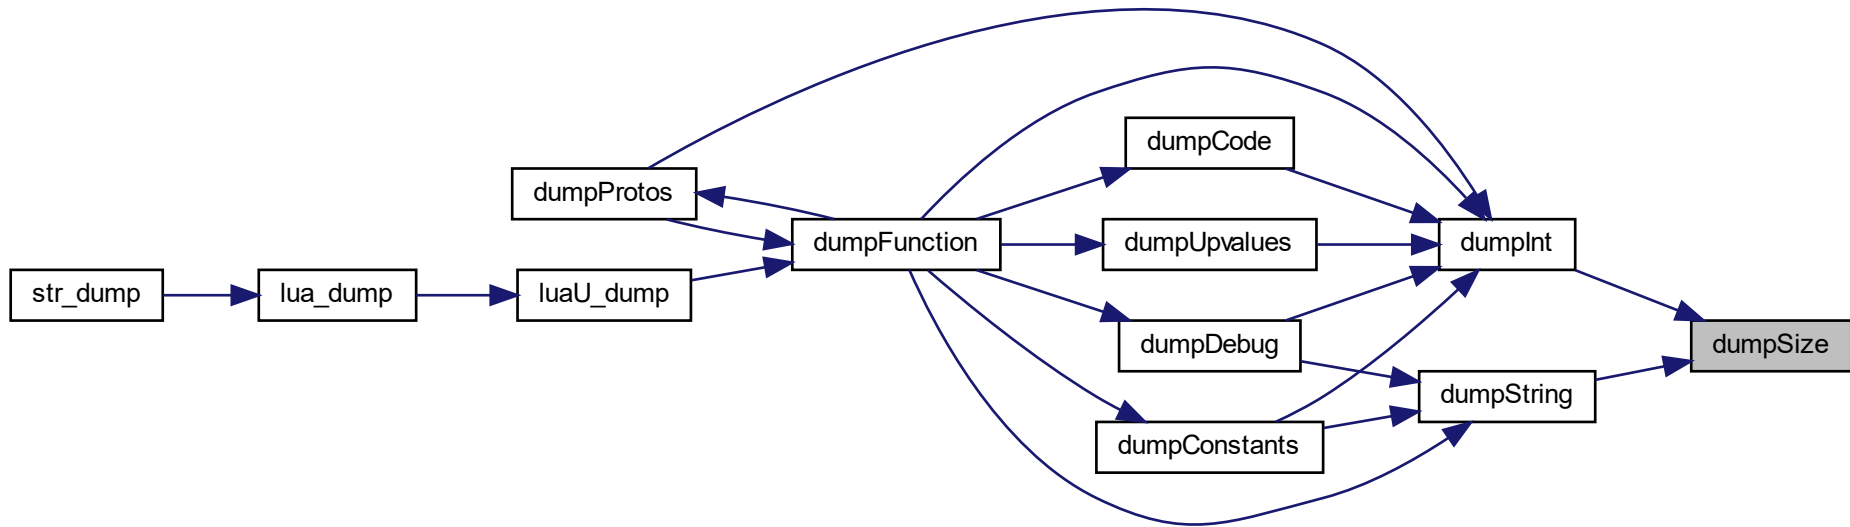 str_dump
lua_dump
luaU_dump
dumpProtos
dumpFunction
dumpCode
dumpUpvalues
dumpDebug
dumpConstants
dumpInt
dumpString
dumpSize